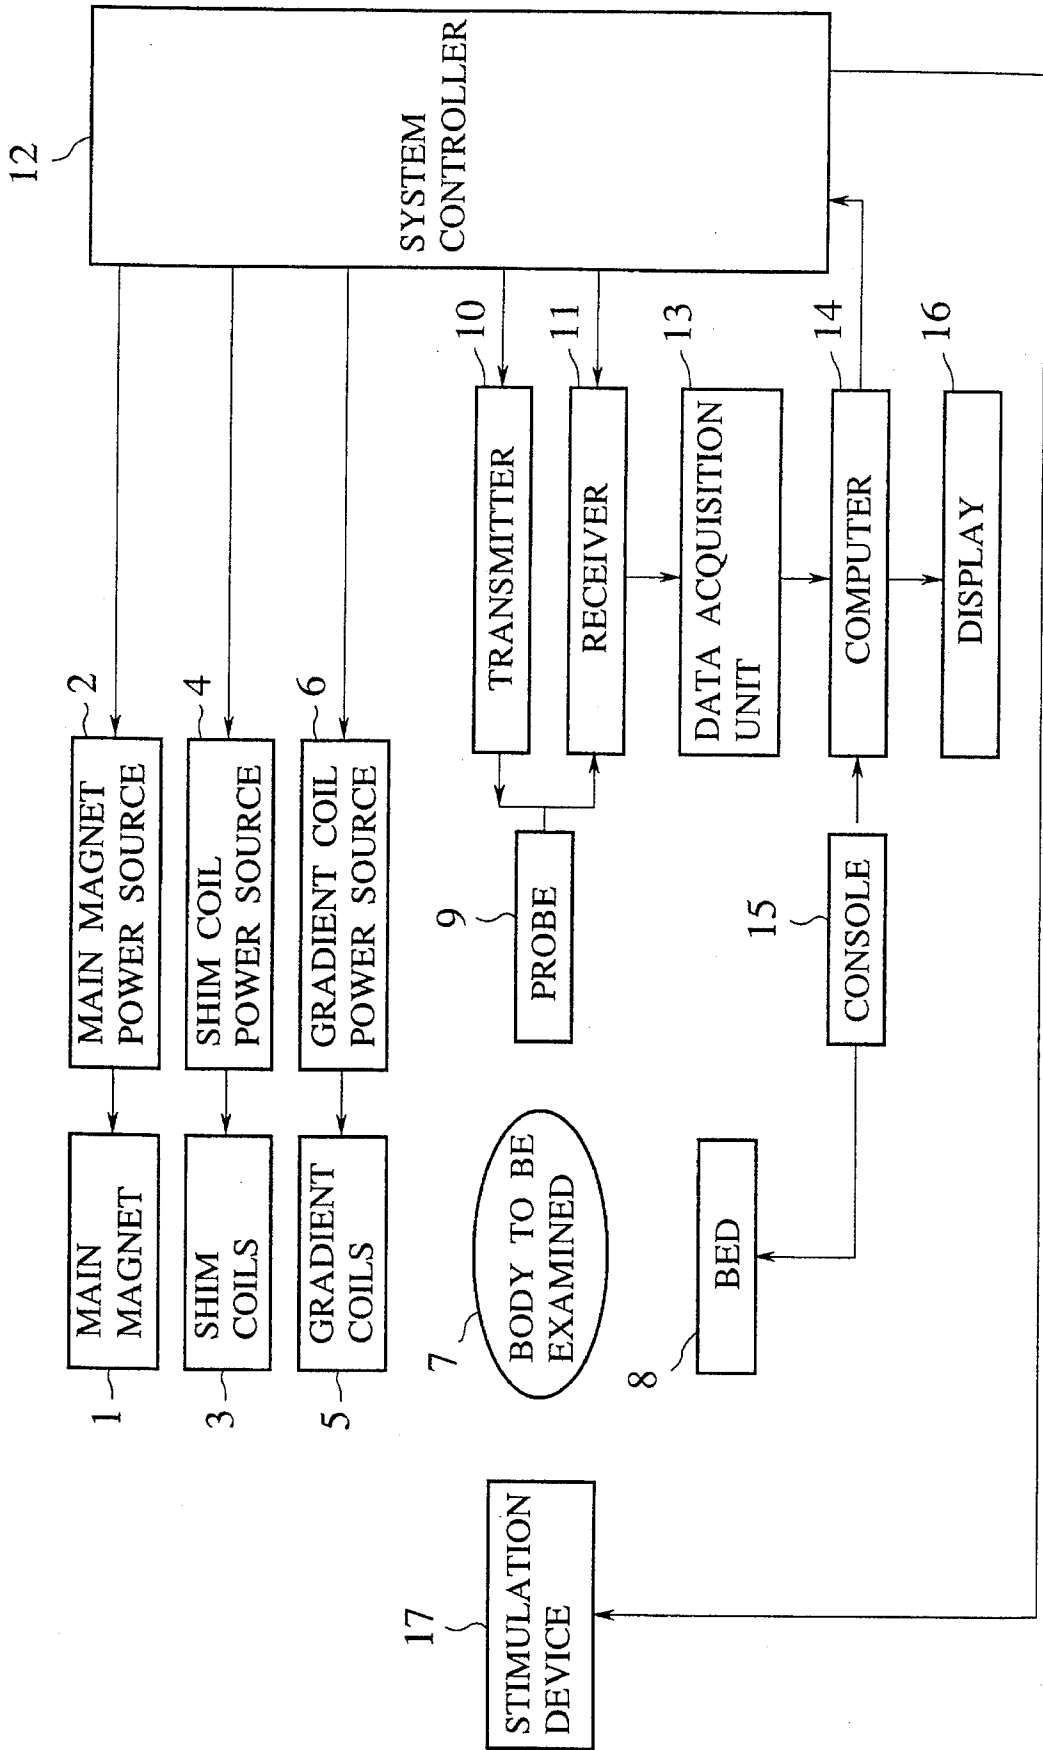 1
MAIN
MAGNET
2
MAIN MAGNET
POWER SOURCE
3
SHIM
COILS
4
SHIM COIL
POWER SOURCE
5
GRADIENT
COILS
6
GRADIENT COIL
POWER SOURCE
12
SYSTEM
CONTROLLER
17
STIMULATION
DEVICE
7
BODY TO BE
EXAMINED
9
PROBE
10
TRANSMITTER
11
RECEIVER
13
DATA ACQUISITION
UNIT
8
BED
15
CONSOLE
14
COMPUTER
16
DISPLAY